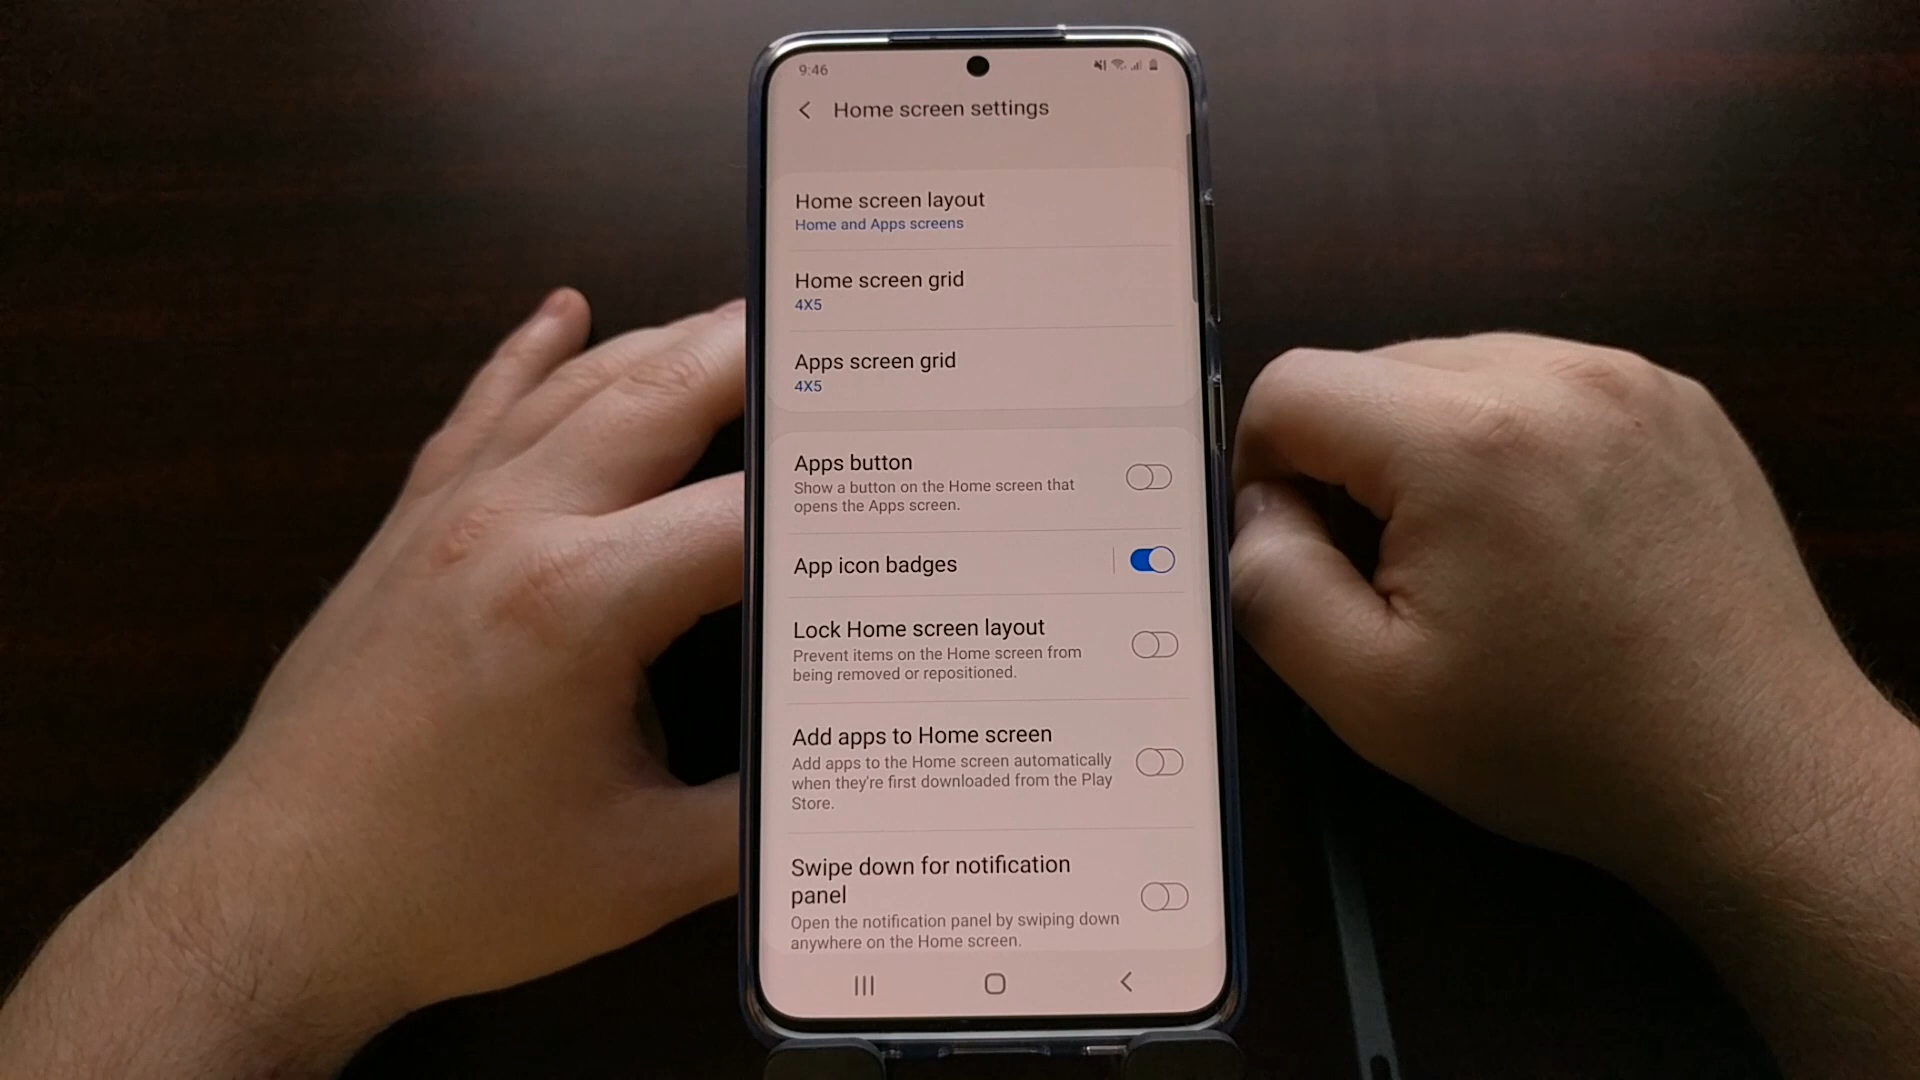 9:46
Home screen settings
Home screen layout
Home and Apps screens
Home screen grid
4X5
Apps screen grid
4X5
Apps button
Show a button on the Home screen that
opens the Apps screen.
App icon badges
Lock Home screen layout
Prevent items on the Home screen from
being removed or repositioned.
Add apps to Home screen
Add apps to the Home screen automatically
when they're first downloaded from the Play
Store.
Swipe down for notification
panel
Open the notification panel by swiping down
anywhere on the Home screen.